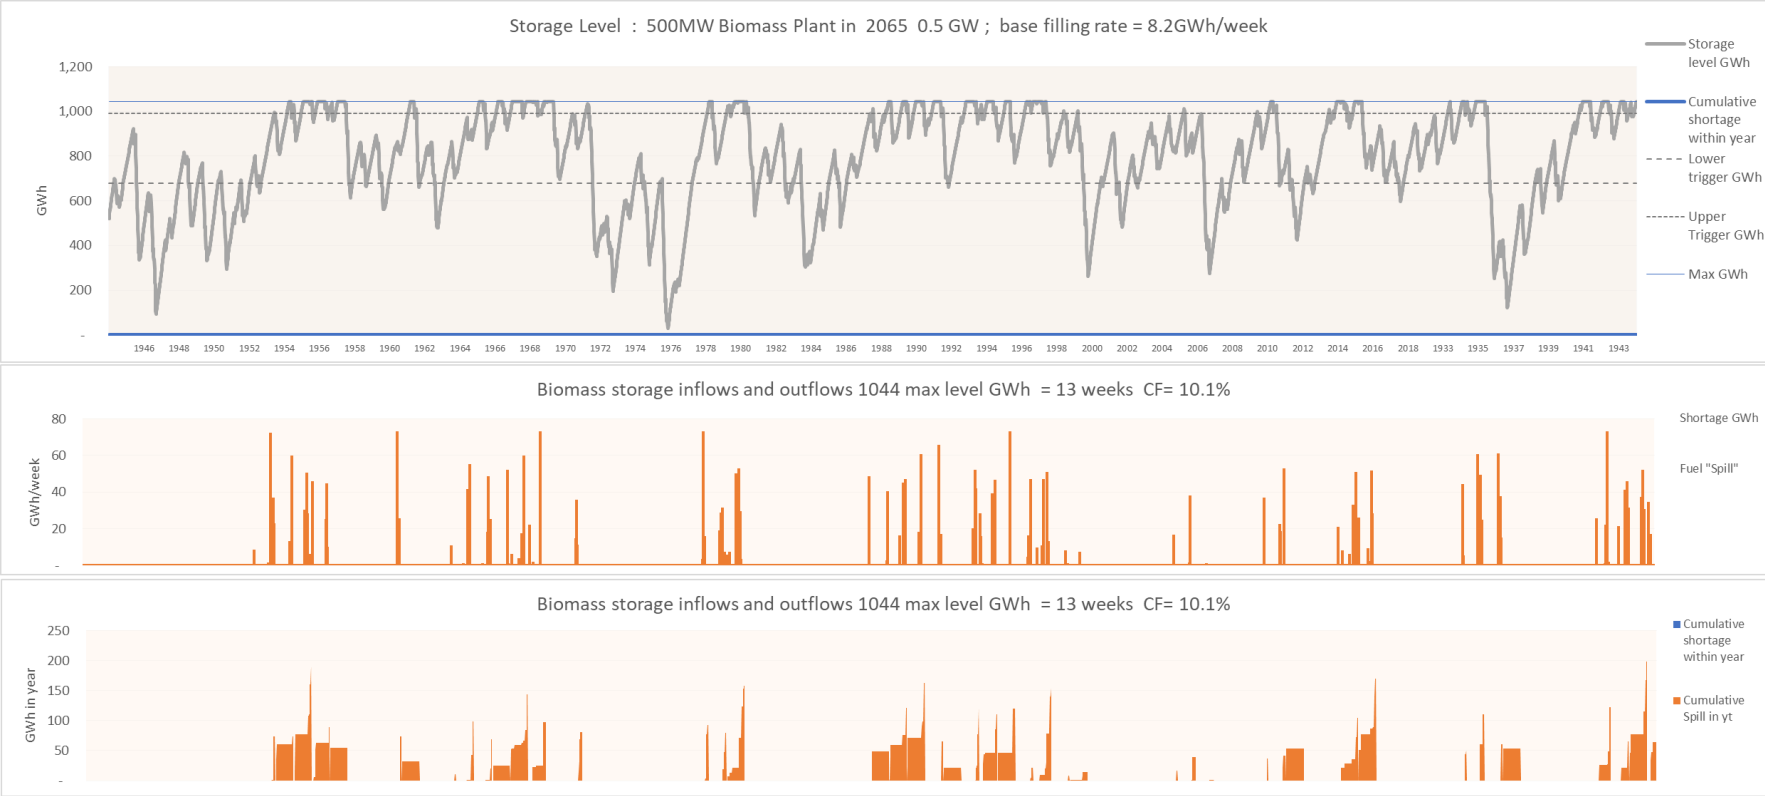 Storage Level : 500MW Biomass Plant in 2065 0.5 GW ; base filling rate = 8.2GWh/week
1,200
1,000
800
600
400
200
-
GWh
1946 1948 1950 1952 1954 1956 1958 1960 1962 1964 1966 1968 1970 1972 1974 1976 1978 1980 1982 1984 1986 1988 1990 1992 1994 1996 1998 2000 2002 2004 2006 2008 2010 2012 2014 2016 2018 1933 1935 1937 1939 1941 1943
Storage
level GWh
Cumulative
shortage
within year
Lower
trigger GWh
Upper
Trigger GWh
Max GWh
Biomass storage inflows and outflows 1044 max level GWh = 13 weeks CF= 10.1%
80
60
40
20
-
GWh/week
Shortage GWh
Fuel "Spill"
Biomass storage inflows and outflows 1044 max level GWh = 13 weeks CF= 10.1%
250
200
150
100
50
-
GWh in year
Cumulative
shortage
within year
Cumulative
Spill in yt